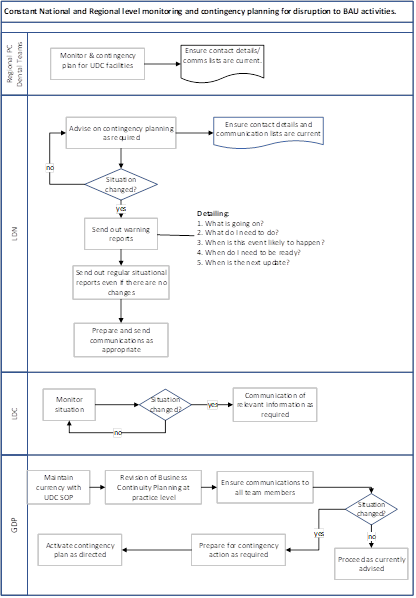 Constant National and Regional level monitoring and contingency planning for disruption to BAU activities.
Regional PC
Dental Teams
Monitor & contingency
plan for UDC facilities
Ensure contact details/
comms lists are current.
LDN
Advise on contingency planning
as required
Ensure contact details and
communication lists are current
no
Situation
changed?
yes
Send out warning
reports
Detailing:
1. What is going on?
2. What do I need to do?
3. When is this event likely to happen?
4. When do I need to be ready?
5. When is the next update?
Send out regular situational
reports even if there are no
changes
Prepare and send
communications as
appropriate
LDC
Monitor
situation
Situation
changed?
yes
Communication of
relevant information as
required
no
GDP
Maintain
currency with
UDC SOP
Revision of Business
Continuity Planning at
practice level
Ensure communications to
all team members
Situation
changed?
yes
no
Activate contingency
plan as directed
Prepare for contingency
action as required
Proceed as currently
advised